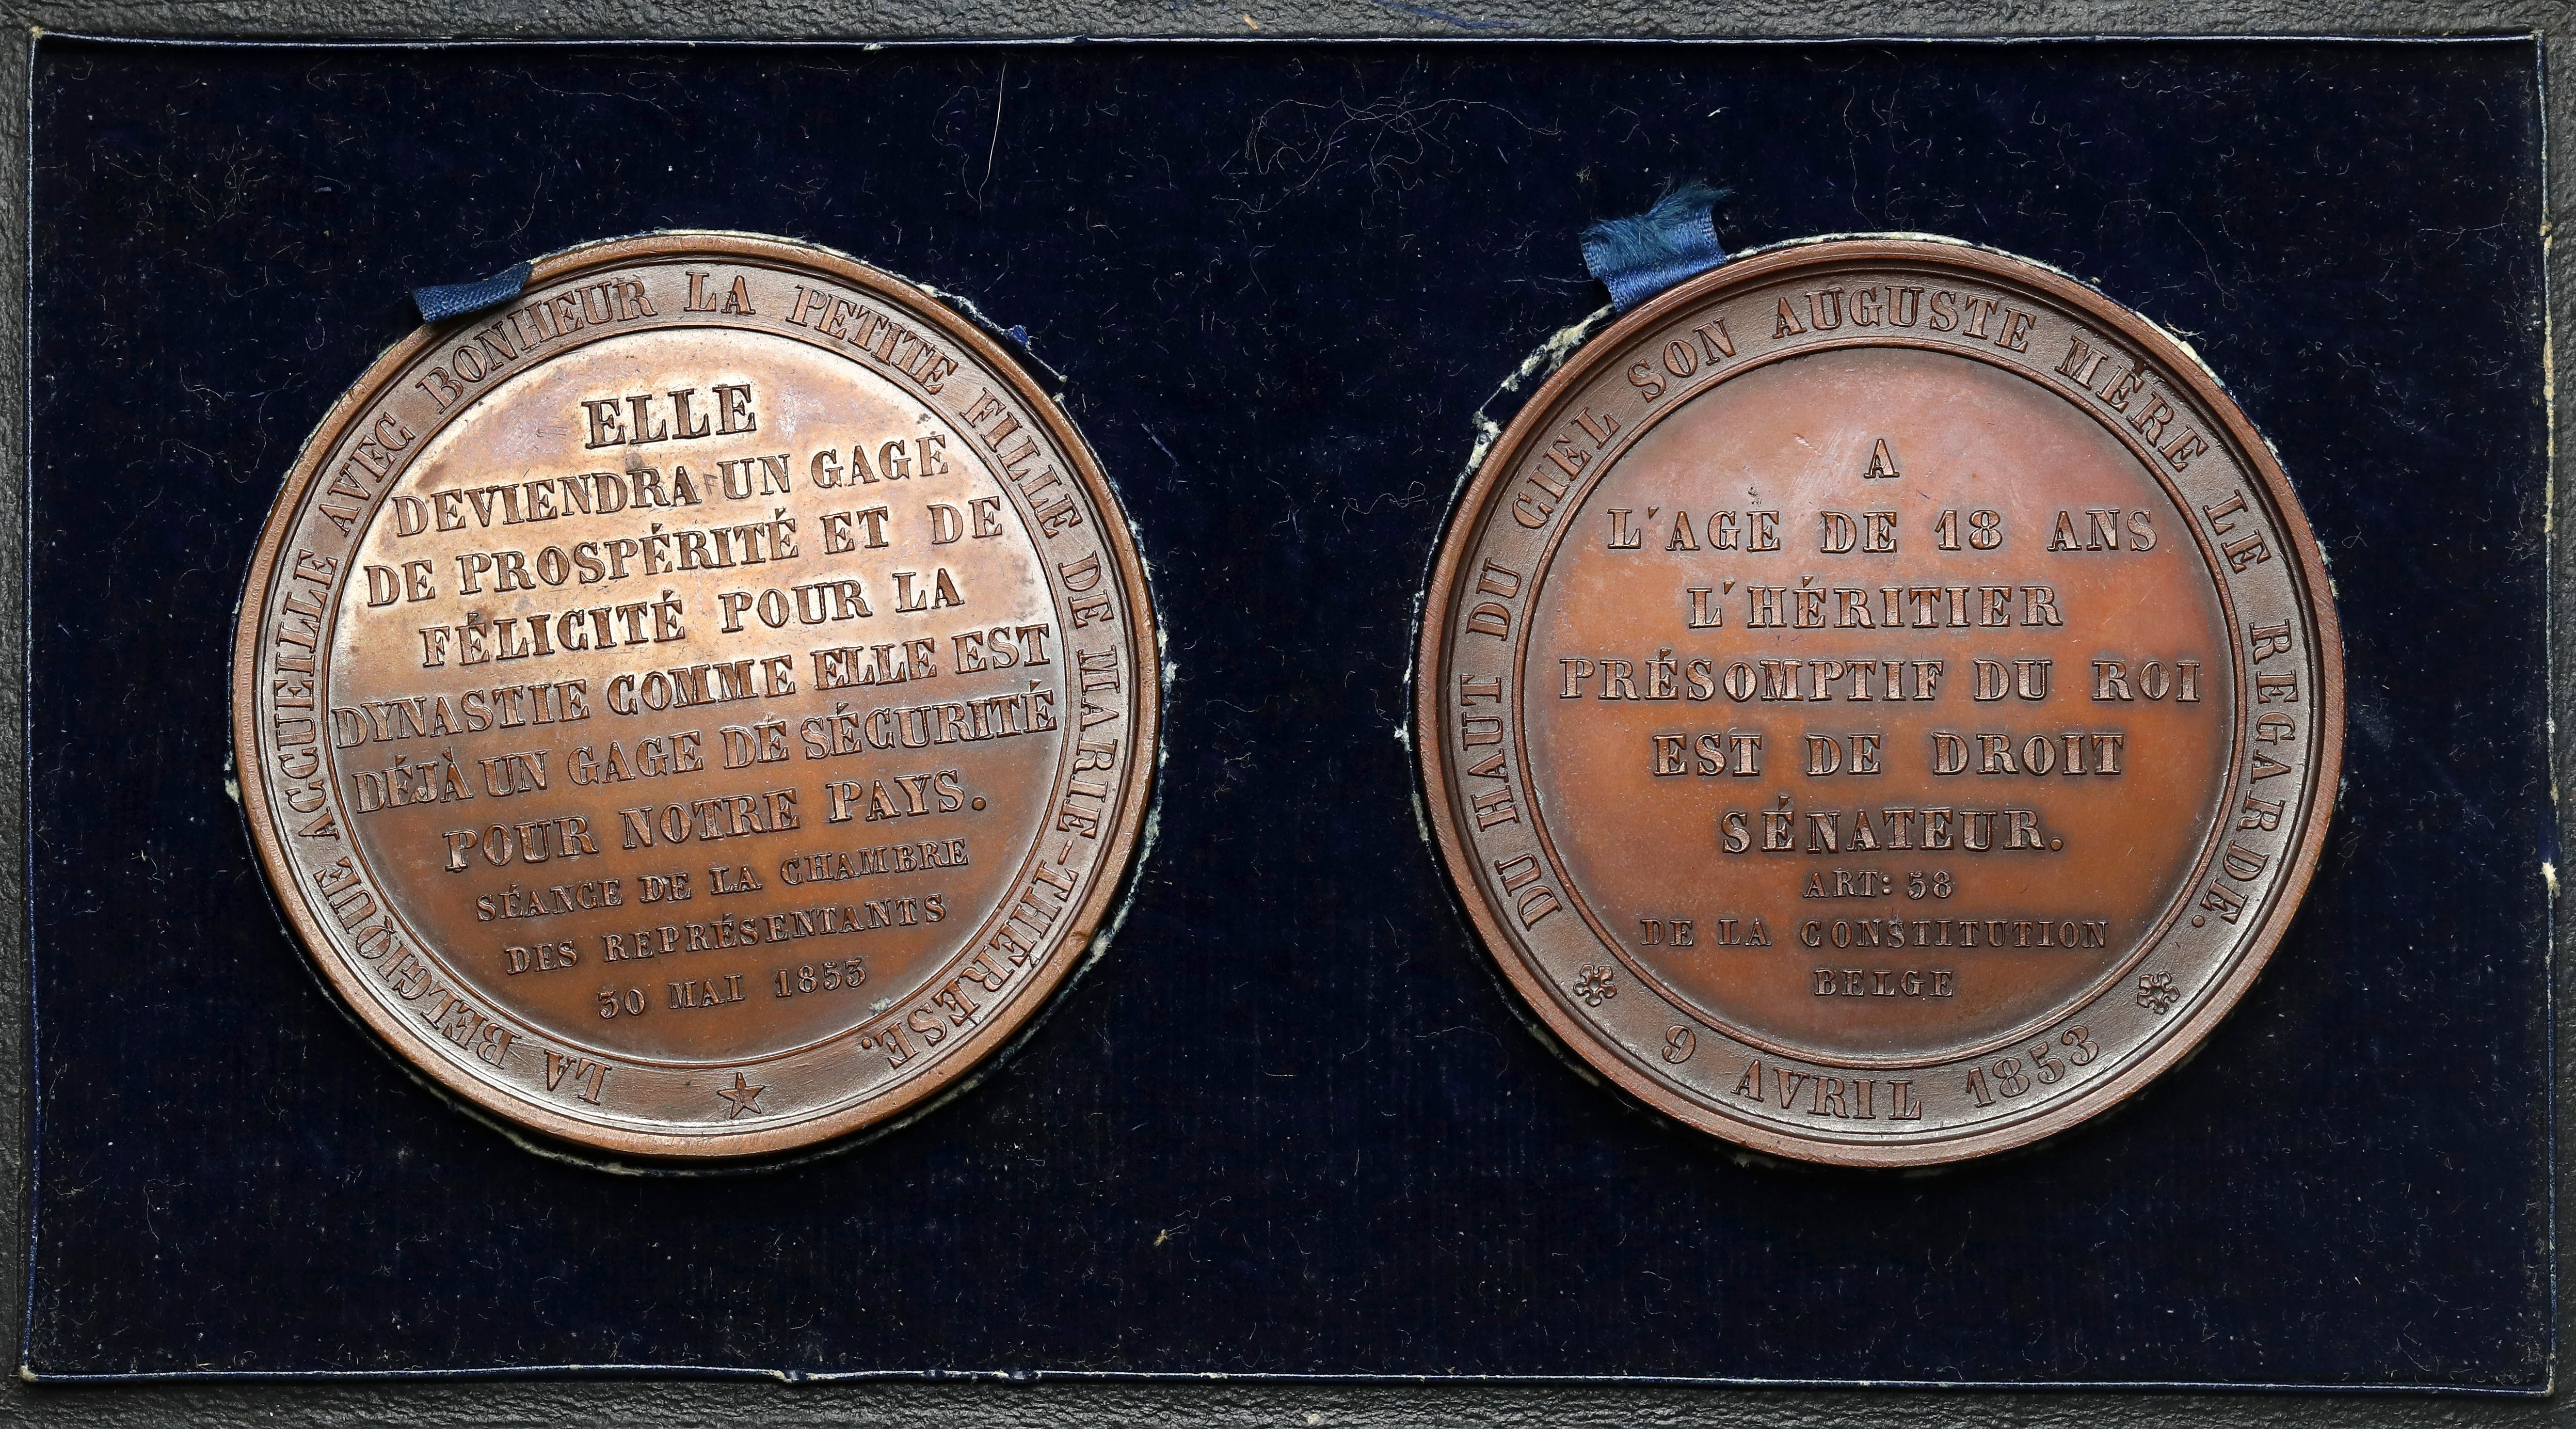 LA BELGIQUE ACCUEILLE AVEC BONHEUR LA PETITE FILLE DE MARIE-THÉRÈSE.
ELLE
DEVIENDRA UN GAGE
DE PROSPÉRITÉ ET DE
FÉLICITÉ POUR LA
DYNASTIE COMME ELLE EST
DÉJÀ UN GAGE DE SÉCURITÉ
POUR NOTRE PAYS.
SÉANCE DE LA CHAMBRE
DES REPRÉSENTANTS
30 MAI 1853
DU HAUT DU CIEL SON AUGUSTE MÈRE LE REGARDE.
A
L'AGE DE 18 ANS
L'HÉRITIER
PRÉSOMPTIF DU ROI
EST DE DROIT
SÉNATEUR.
ART: 58
DE LA CONSTITUTION
BELGE
9 AVRIL 1853